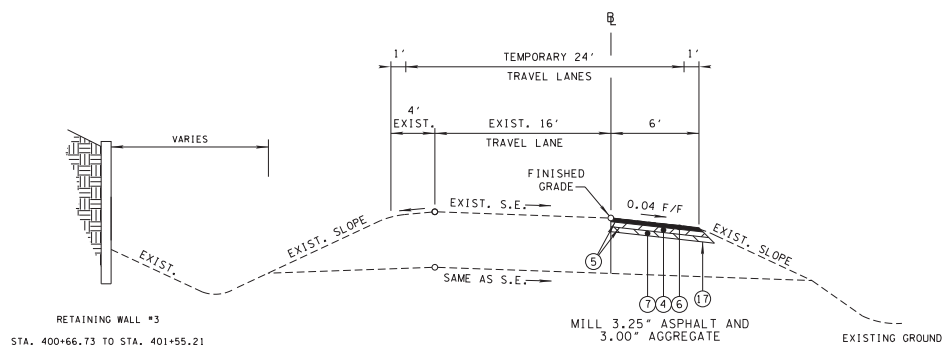 ℄
B
1'
TEMPORARY 24'
1'
TRAVEL LANES
4'
EXIST.
EXIST. 16'
6'
TRAVEL LANE
VARIES
FINISHED
GRADE
0.04 F/F
EXIST. S.E.
EXIST. SLOPE
EXIST. SLOPE
EXIST.
SAME AS S.E.
5
7
4
6
17
MILL 3.25" ASPHALT AND
3.00" AGGREGATE
RETAINING WALL #3
STA. 400+66.73 TO STA. 401+55.21
EXISTING GROUND